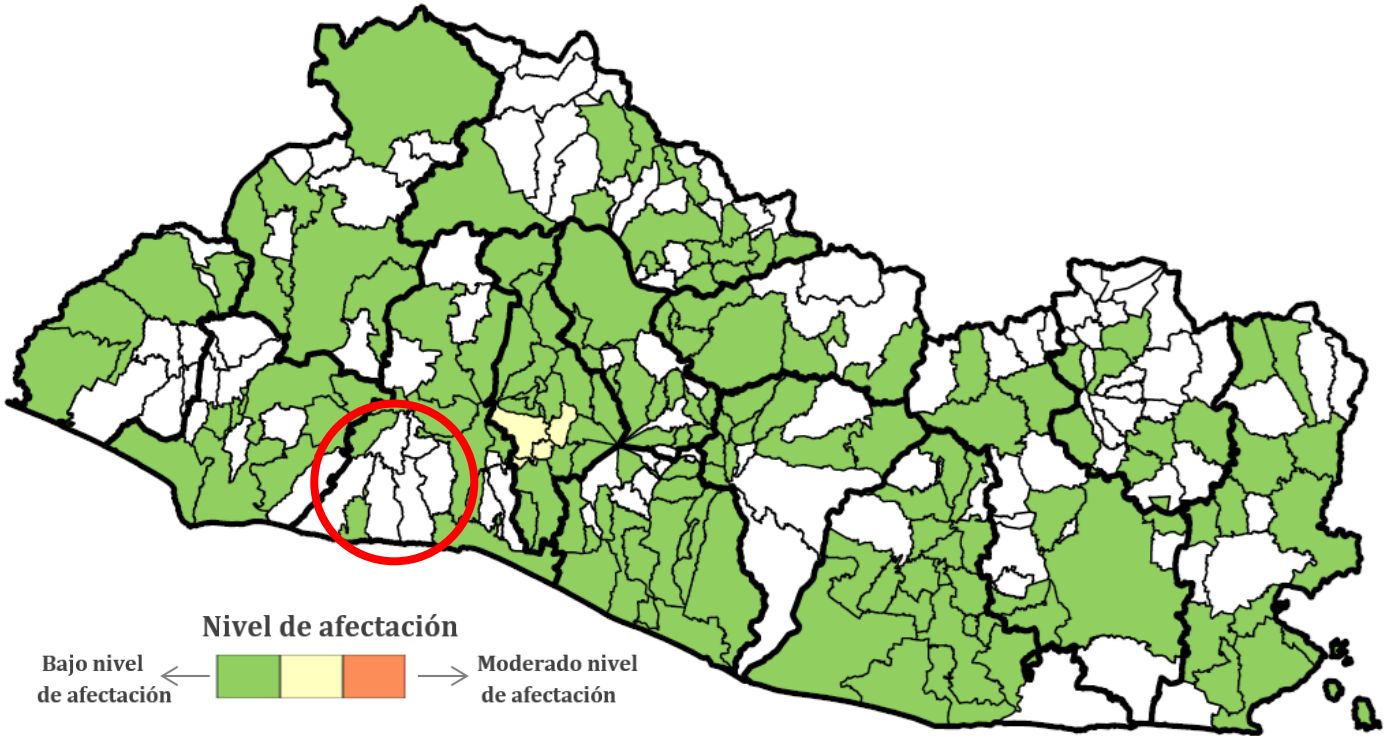 Nivel de afectación
Bajo nivel
de afectación
Moderado nivel
de afectación